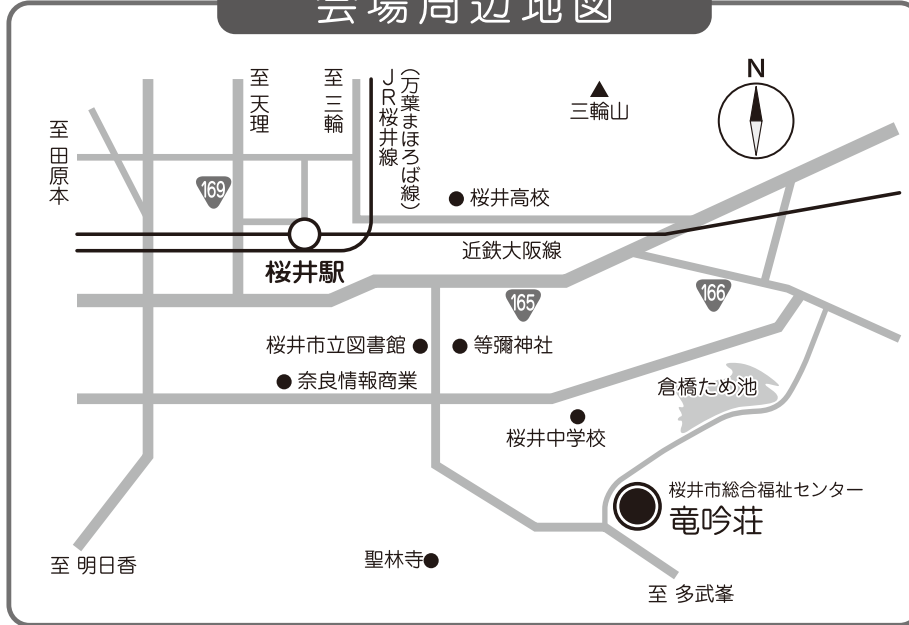 会場周辺地図
至 天理
至 三輪
JR桜井線
(万葉まほろば線)
N
三輪山
至 田原本
169
桜井高校
近鉄大阪線
桜井駅
165
166
桜井市立図書館
等彌神社
奈良情報商業
倉橋ため池
桜井中学校
桜井市総合福祉センター
竜吟荘
至 明日香
聖林寺
至 多武峯